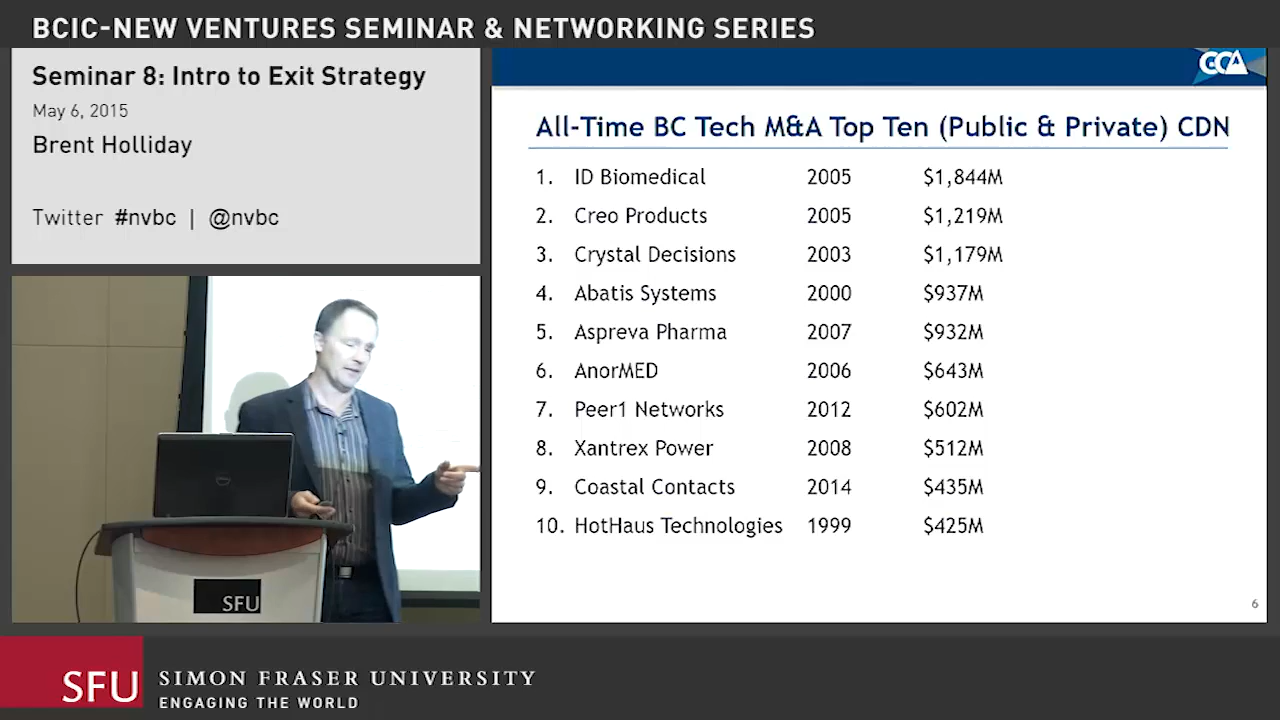 BCIC-NEW VENTURES SEMINAR & NETWORKING SERIES
Seminar 8: Intro to Exit Strategy
May 6, 2015
Brent Holliday
Twitter #nvbc | @nvbc
CCA
All-Time BC Tech M&A Top Ten (Public & Private) CDN
1. ID Biomedical 2005 $1,844M
2. Creo Products 2005 $1,219M
3. Crystal Decisions 2003 $1,179M
4. Abatis Systems 2000 $937M
5. Aspreva Pharma 2007 $932M
6. AnorMED 2006 $643M
7. Peer1 Networks 2012 $602M
8. Xantrex Power 2008 $512M
9. Coastal Contacts 2014 $435M
10. HotHaus Technologies 1999 $425M
6
SFU
SFU SIMON FRASER UNIVERSITY
ENGAGING THE WORLD